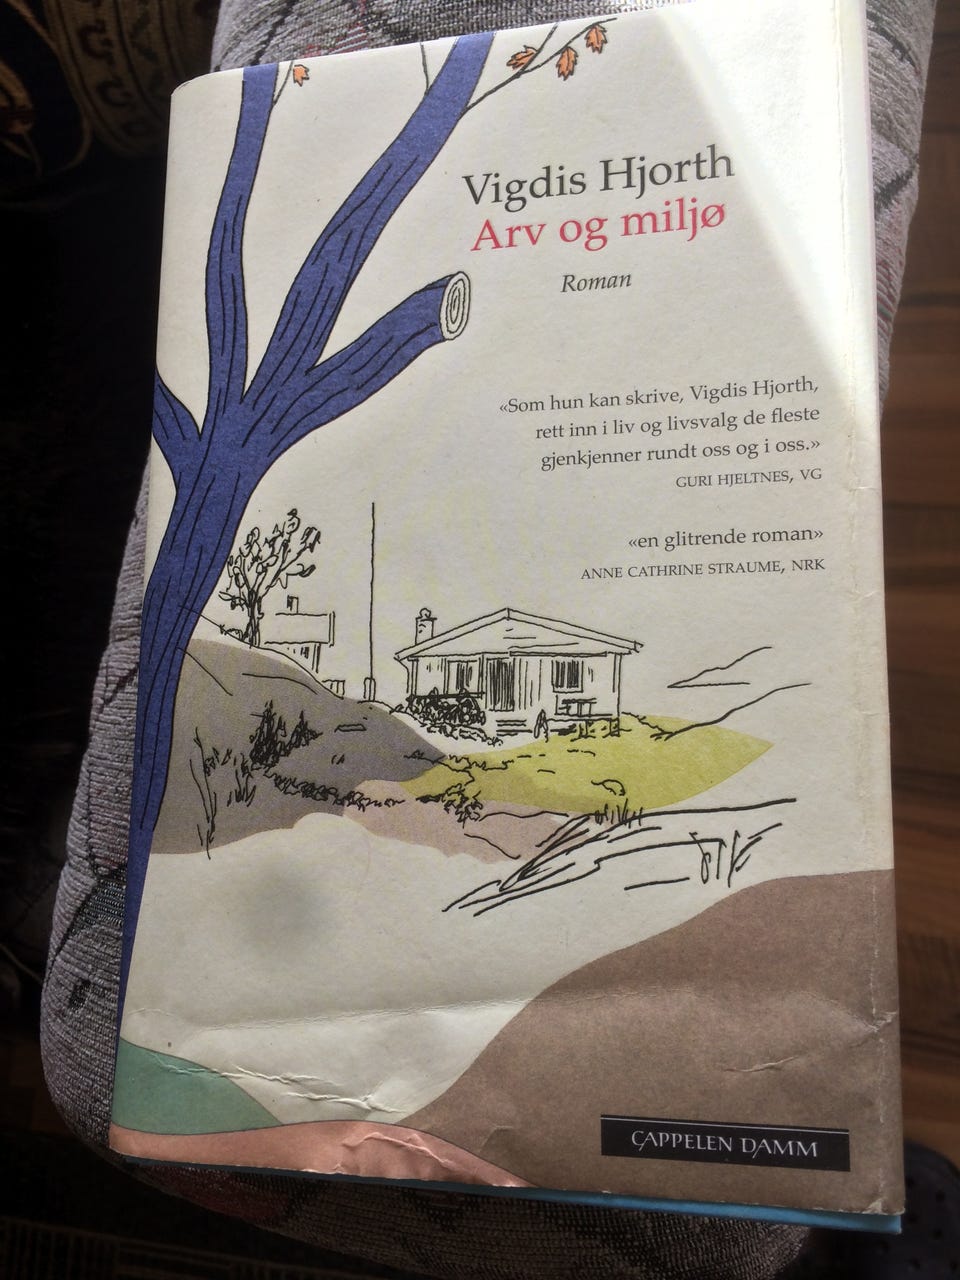 Vigdis Hjorth
Arv og miljø
Roman
«Som hun kan skrive, Vigdis Hjorth,
rett inn i liv og livsvalg de fleste
gjenkjenner rundt oss og i oss.»
GURI HJELTNES, VG
«en glitrende roman»
ANNE CATHRINE STRAUME, NRK
CAPPELEN DAMM